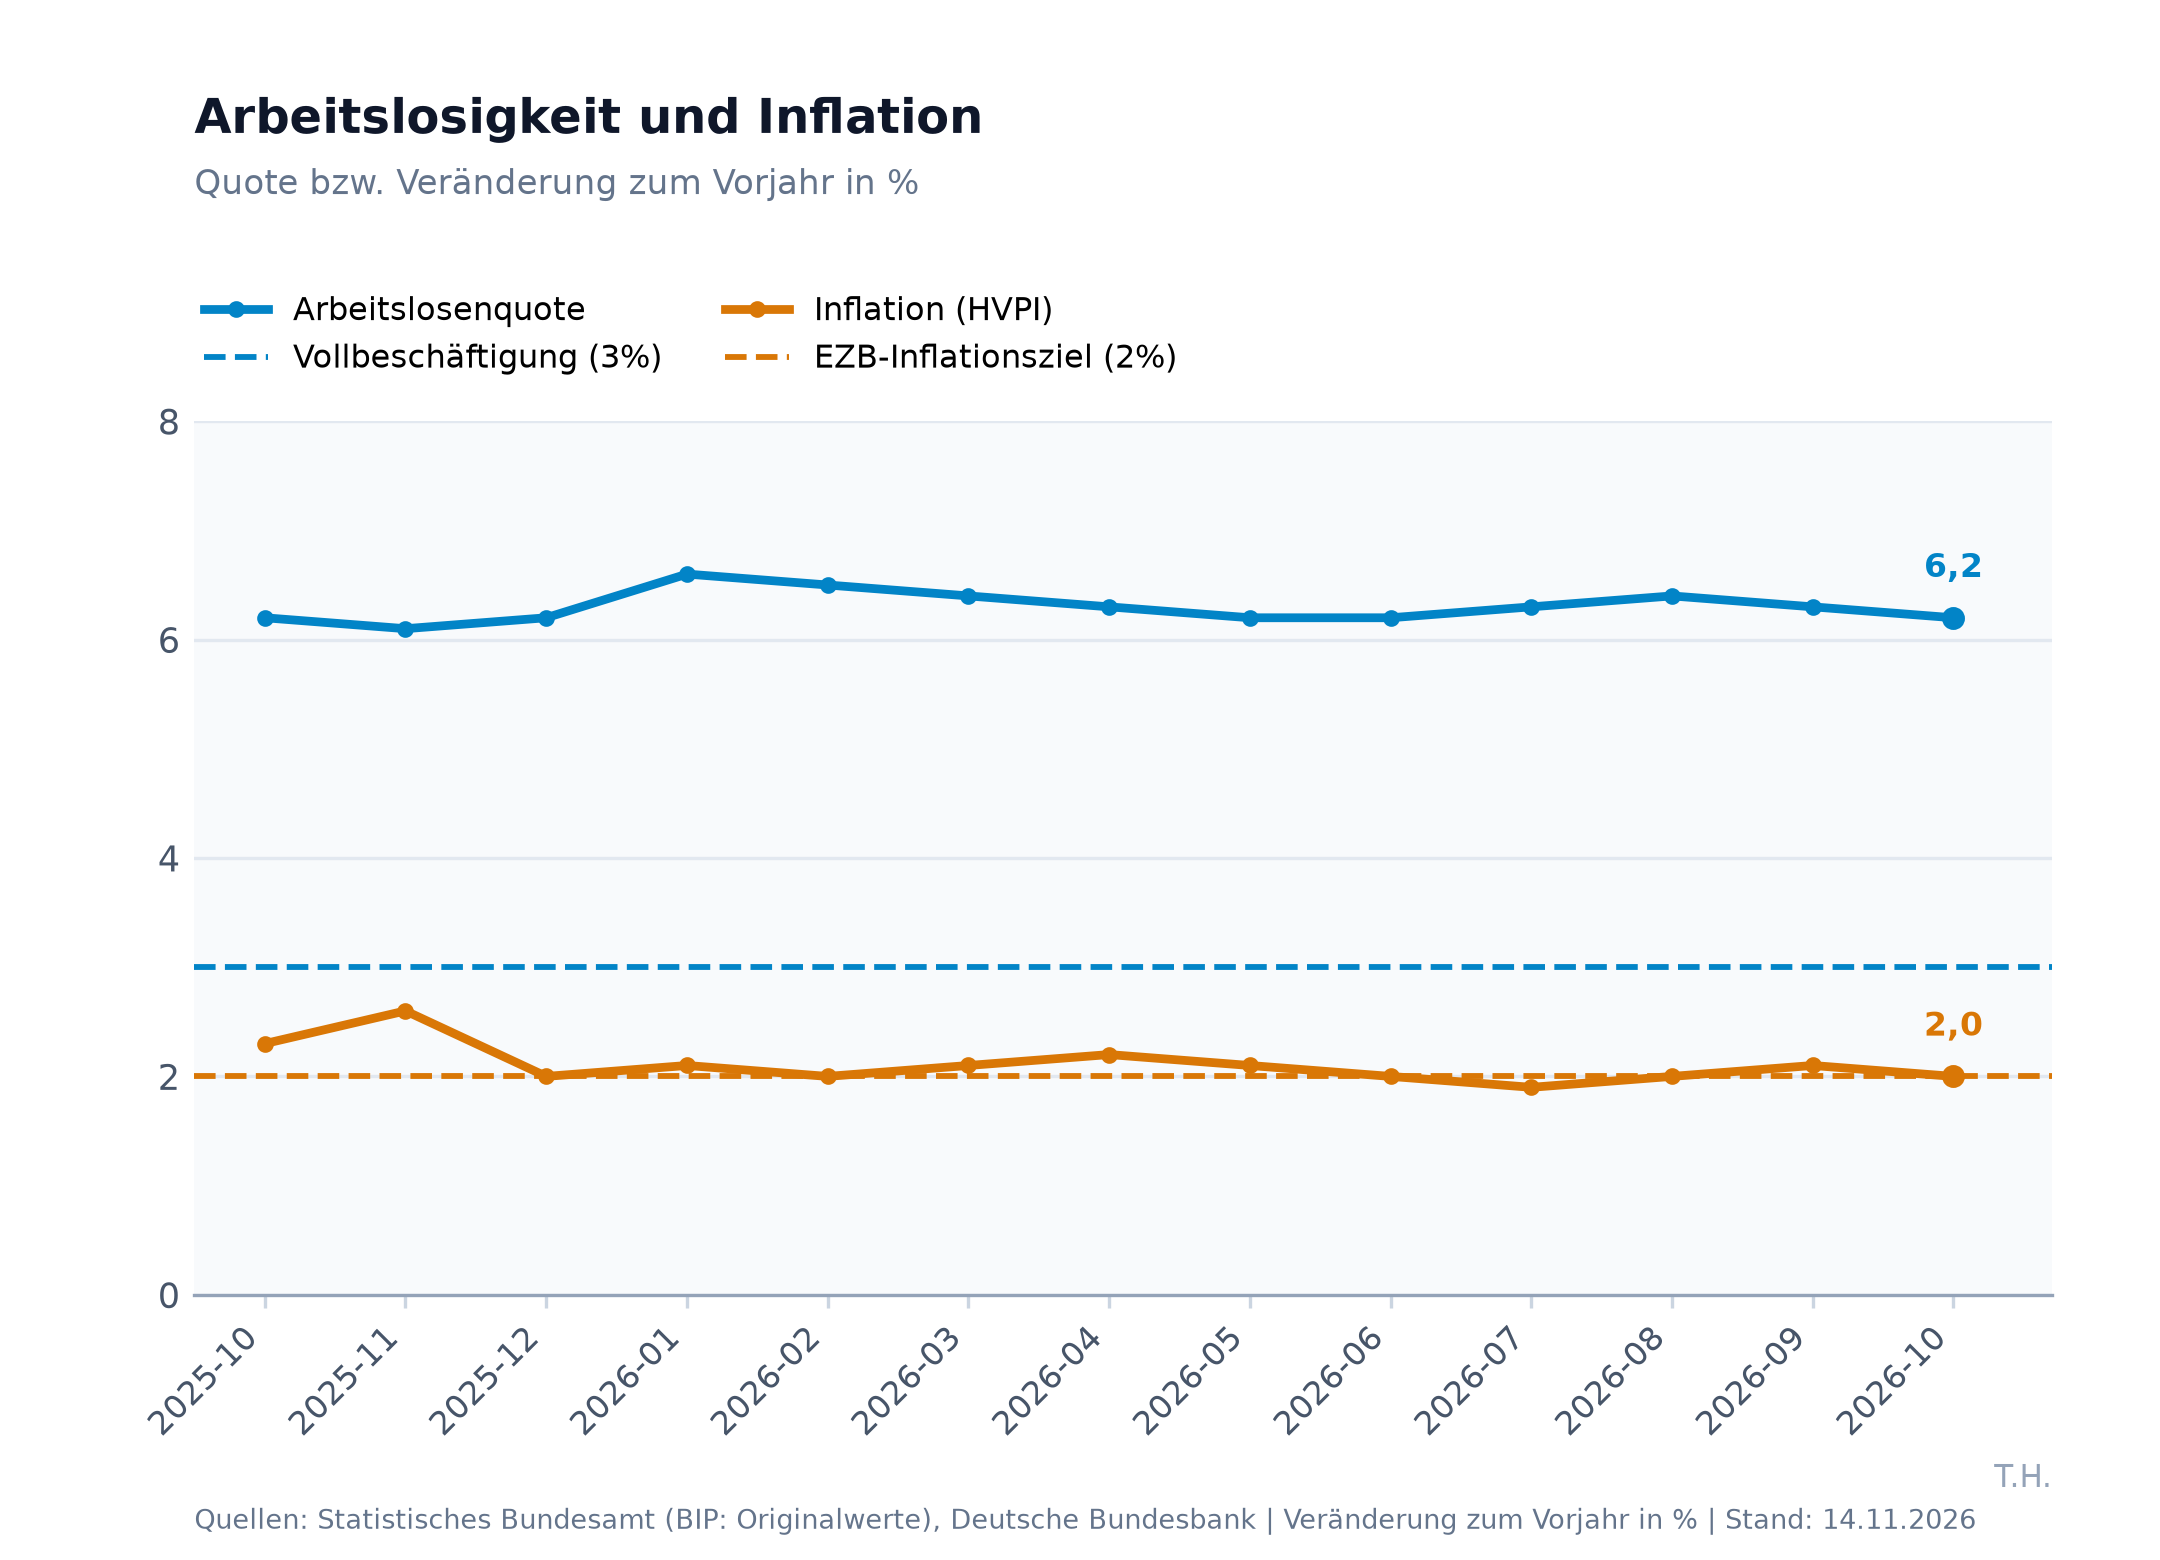 Arbeitslosigkeit und Inflation
Quote bzw. Veränderung zum Vorjahr in %
Arbeitslosenquote
Inflation (HVPI)
Vollbeschäftigung (3%)
EZB-Inflationsziel (2%)
8
6
4
2
0
6,2
2,0
2025-10
2025-11
2025-12
2026-01
2026-02
2026-03
2026-04
2026-05
2026-06
2026-07
2026-08
2026-09
2026-10
T.H.
Quellen: Statistisches Bundesamt (BIP: Originalwerte), Deutsche Bundesbank | Veränderung zum Vorjahr in % | Stand: 14.11.2026